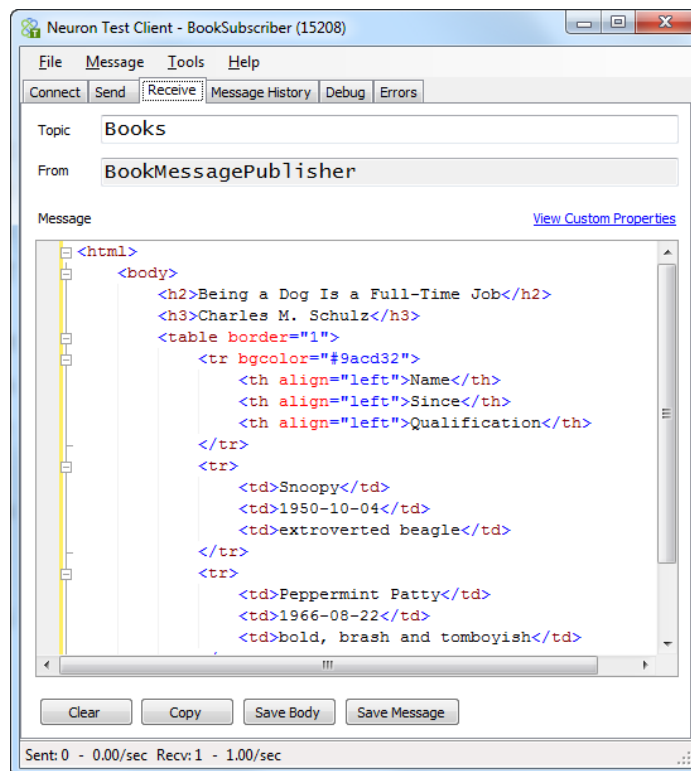 Neuron Test Client - BookSubscriber (15208)
File Message Tools Help
Connect Send Receive Message History Debug Errors
Topic Books
From BookMessagePublisher
Message View Custom Properties
<html>
<body>
<h2>Being a Dog Is a Full-Time Job</h2>
<h3>Charles M. Schulz</h3>
<table border="1">
<tr bgcolor="#9acd32">
<th align="left">Name</th>
<th align="left">Since</th>
<th align="left">Qualification</th>
</tr>
<tr>
<td>Snoopy</td>
<td>1950-10-04</td>
<td>extroverted beagle</td>
</tr>
<tr>
<td>Peppermint Patty</td>
<td>1966-08-22</td>
<td>bold, brash and tomboyish</td>
Clear Copy Save Body Save Message
Sent: 0 - 0.00/sec Recv: 1 - 1.00/sec